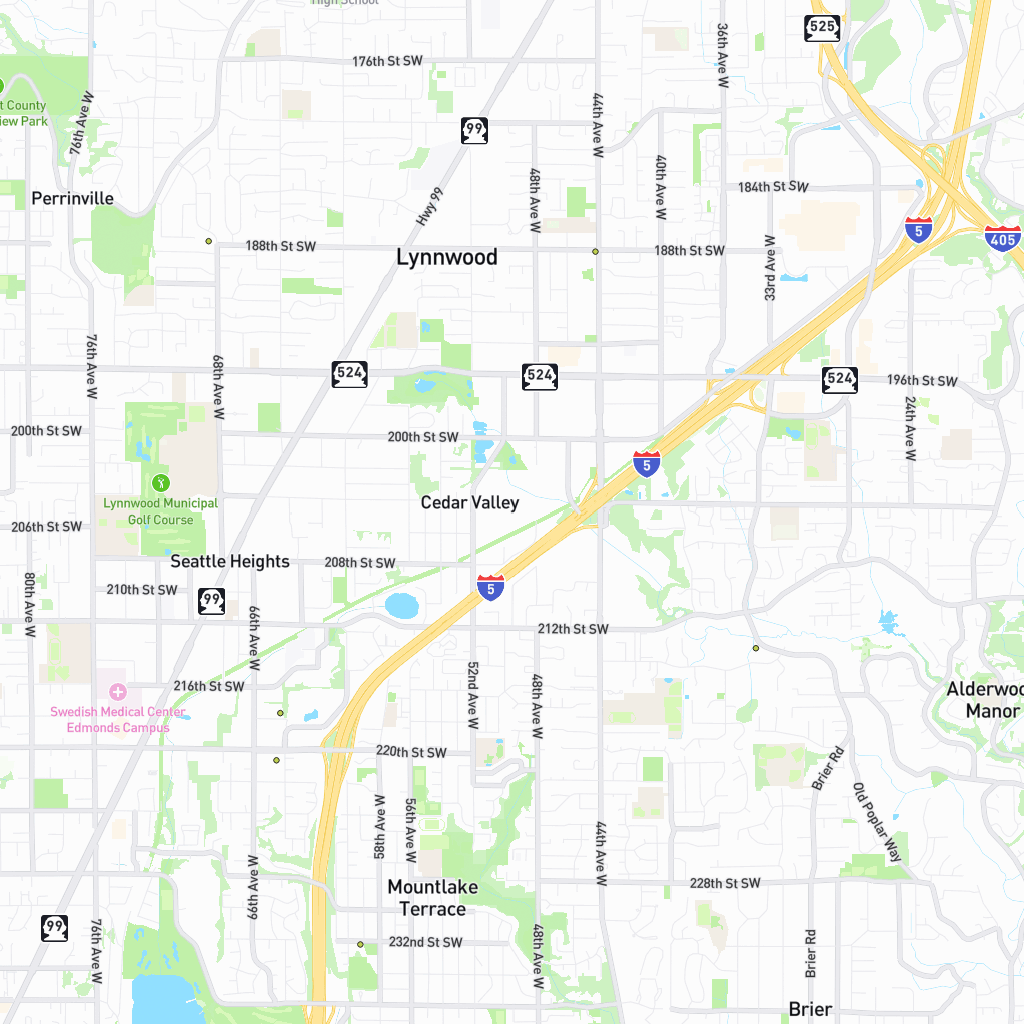 High School
525
36th Ave W
176th St SW
44th Ave W
76th Ave W
t County
iew Park
99
40th Ave W
48th Ave W
184th St SW
Perrinville
Hwy 99
5
405
188th St SW
188th St SW
Lynnwood
33rd Ave W
76th Ave W
68th Ave W
524
524
524
196th St SW
24th Ave W
200th St SW
200th St SW
5
Lynnwood Municipal
Golf Course
Cedar Valley
206th St SW
Seattle Heights
208th St SW
80th Ave W
210th St SW
99
5
66th Ave W
212th St SW
216th St SW
52nd Ave W
48th Ave W
Alderwoo
Manor
Swedish Medical Center
Edmonds Campus
220th St SW
Brier Rd
58th Ave W
56th Ave W
Old Poplar Way
44th Ave W
66th Ave W
Mountlake
Terrace
228th St SW
99
76th Ave W
232nd St SW
48th Ave W
Brier Rd
Brier